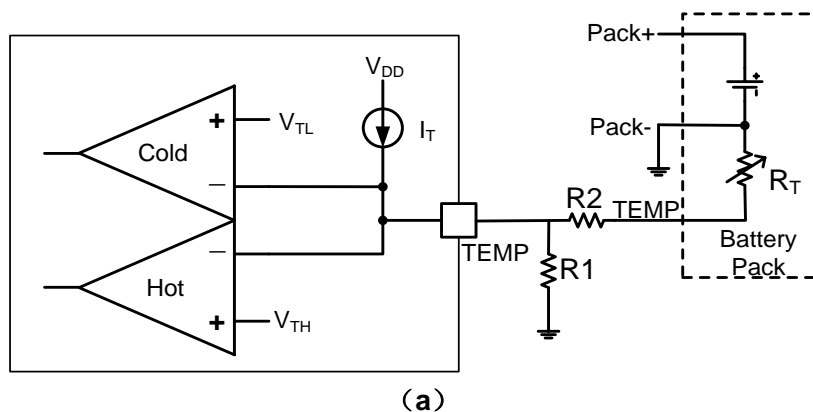 Pack+
V_DD
+
V_TL
Cold
−
I_T
Pack-
+
-
R_T
R2
TEMP
TEMP
R1
Battery
Pack
−
Hot
+
V_TH
（a）